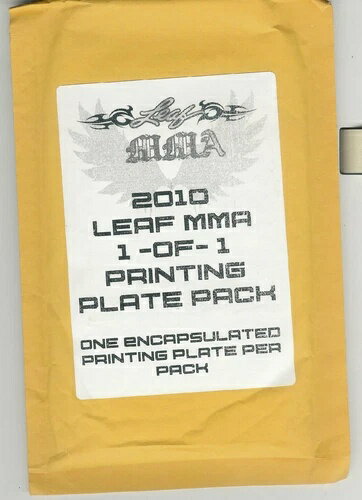 Leaf
MMA
2010
LEAF MMA
1-OF-1
PRINTING
PLATE PACK
ONE eNCAPSULATED
PRINTING PLATE PER
PACK